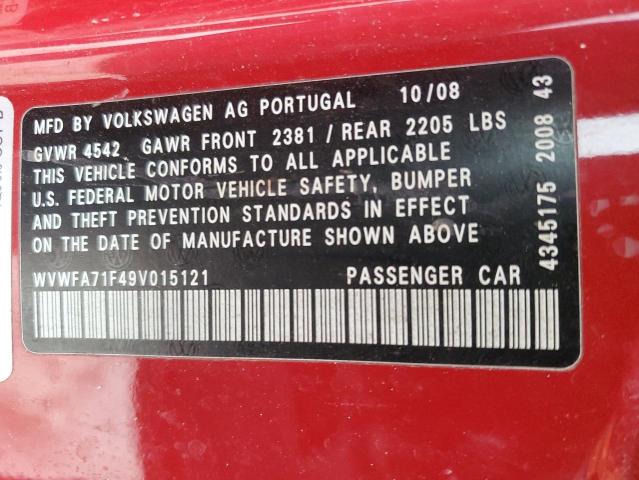 MFD BY VOLKSWAGEN AG PORTUGAL 10/08
GVWR 4542 GAWR FRONT 2381 / REAR 2205 LBS
THIS VEHICLE CONFORMS TO ALL APPLICABLE
U.S. FEDERAL MOTOR VEHICLE SAFETY, BUMPER
AND THEFT PREVENTION STANDARDS IN EFFECT
ON THE DATE OF MANUFACTURE SHOWN ABOVE
WVWFA71F49V015121 PASSENGER CAR
4345175 2008 43